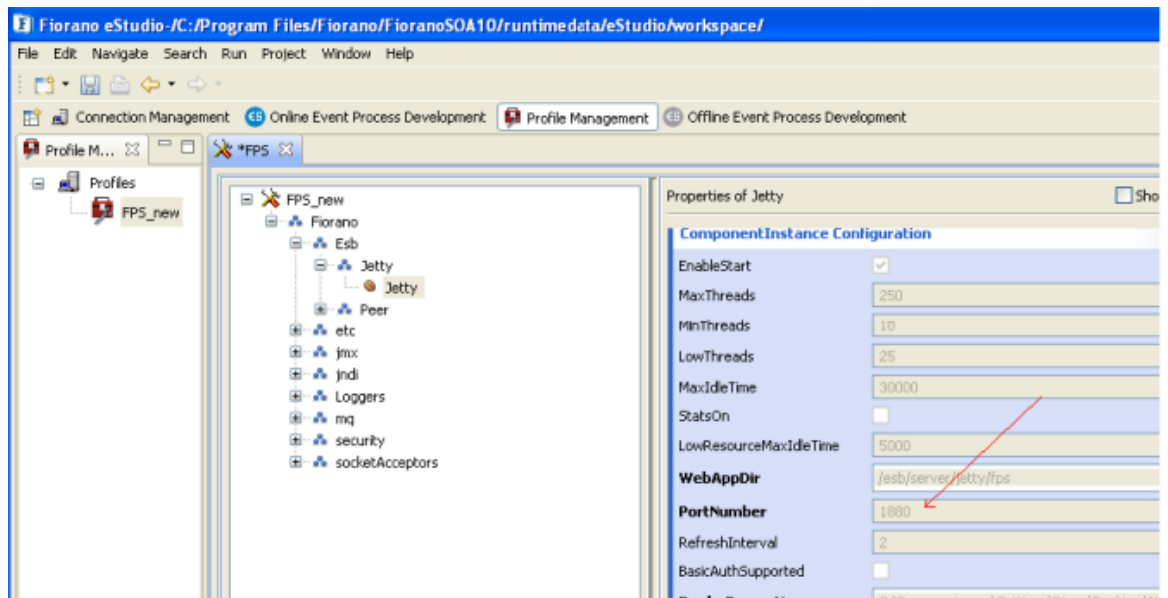 Fiorano eStudio-/C:/Program Files/Fiorano/FioranoSOA10/runtimedata/eStudio/workspace/
File Edit Navigate Search Run Project Window Help
Connection Management Online Event Process Development Profile Management Offline Event Process Development
Profile M... *FPS
Profiles
FPS_new
FPS_new
Fiorano
Esb
Jetty
Jetty
Peer
etc
jmx
jndi
Loggers
mq
security
socketAcceptors
Properties of Jetty Sho
ComponentInstance Configuration
EnableStart
MaxThreads 250
MinThreads 10
LowThreads 25
MaxIdleTime 30000
StatsOn
LowResourceMaxIdleTime 5000
WebAppDir /esb/server/jetty/fps
PortNumber 1880
RefreshInterval 2
BasicAuthSupported